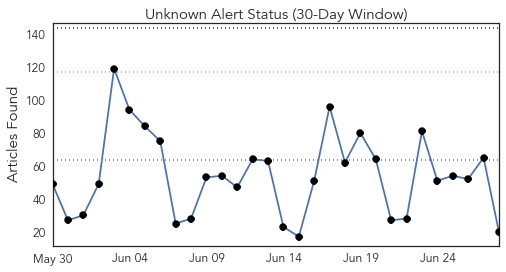 Unknown Alert Status (30-Day Window)
Articles Found
140
120
100
80
60
40
20
May 30
Jun 04
Jun 09
Jun 14
Jun 19
Jun 24